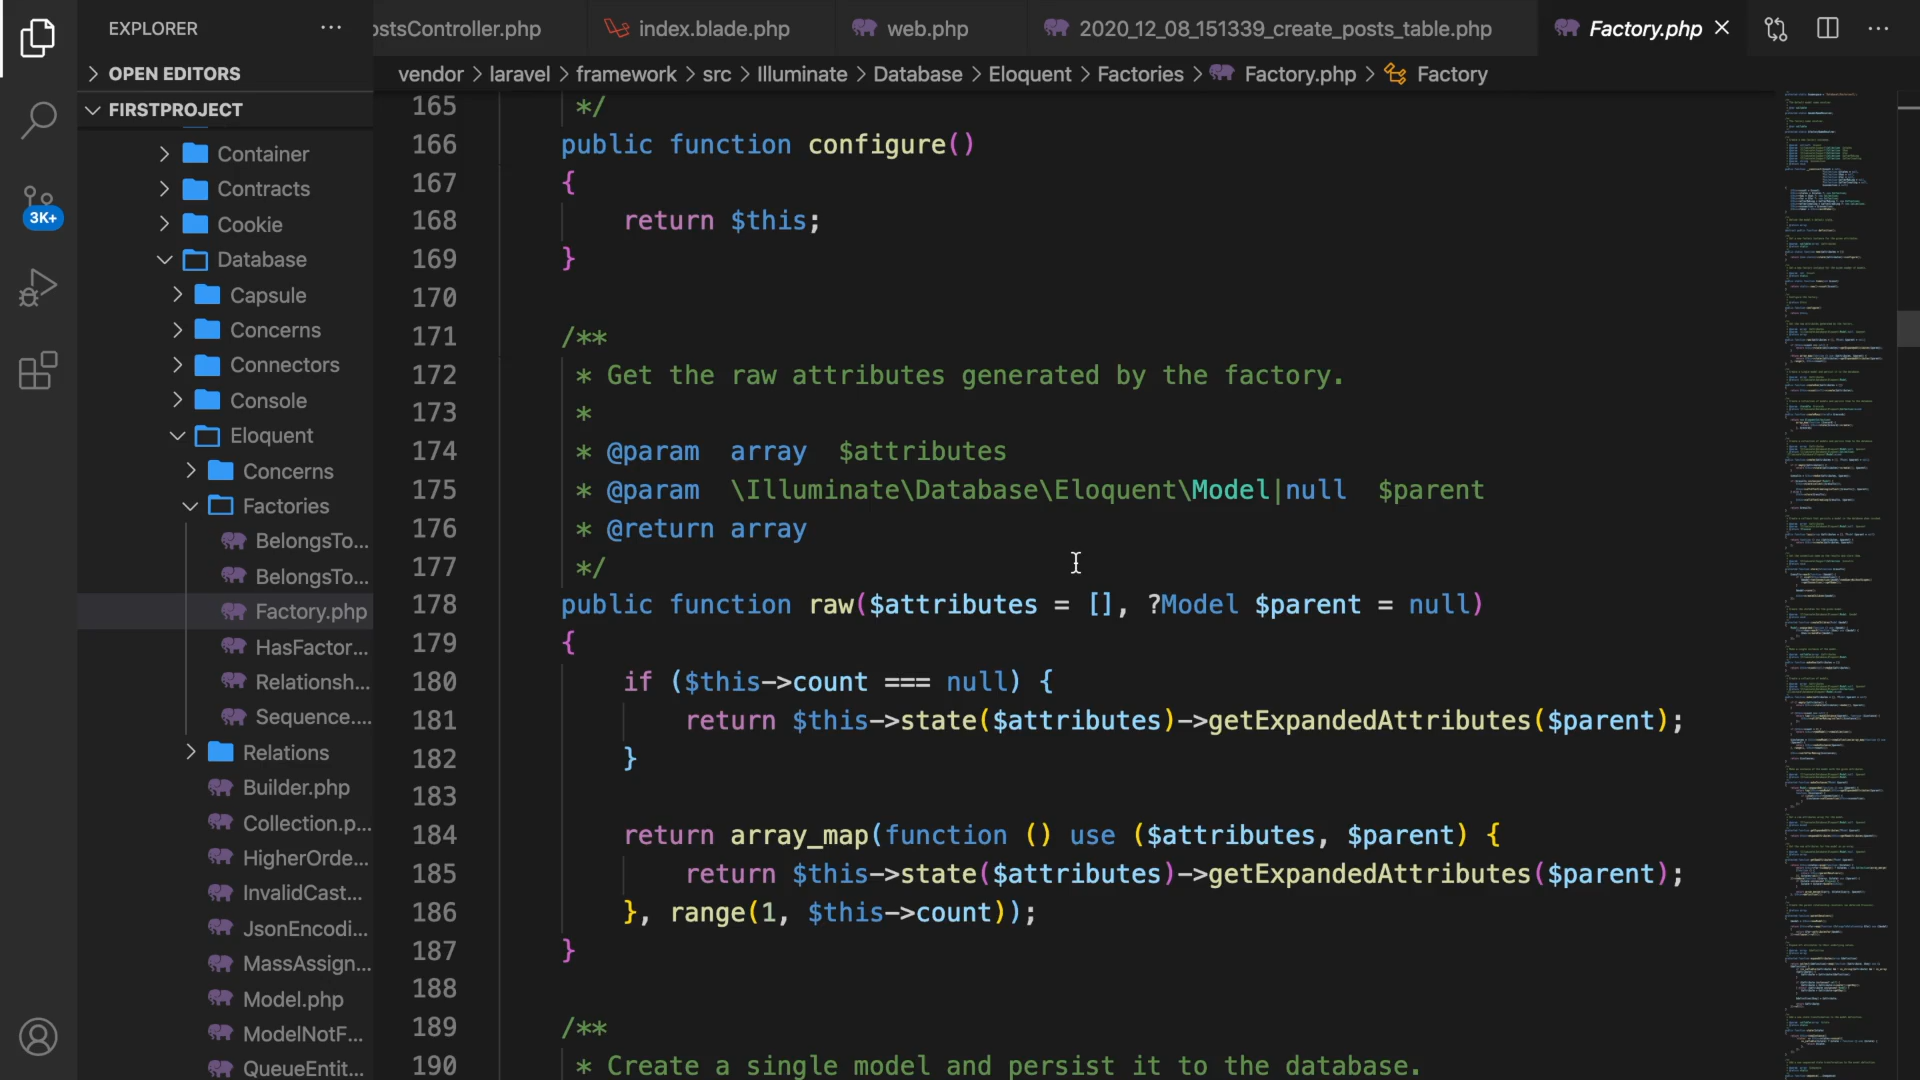 EXPLORER
OPEN EDITORS
FIRSTPROJECT
3K+
Container
Contracts
Cookie
Database
Capsule
Concerns
Connectors
Console
Eloquent
Concerns
Factories
BelongsTo...
BelongsTo...
Factory.php
HasFactor...
Relationsh...
Sequence....
Relations
Builder.php
Collection.p...
HigherOrde...
InvalidCast...
JsonEncodi...
MassAssign...
Model.php
ModelNotF...
QueueEntit...
ostsController.php index.blade.php web.php 2020_12_08_151339_create_posts_table.php Factory.php
vendor > laravel > framework > src > Illuminate > Database > Eloquent > Factories > Factory.php > Factory
165 */
166 public function configure()
167 {
168 return $this;
169 }
170
171 /**
172 * Get the raw attributes generated by the factory.
173 *
174 * @param array $attributes
175 * @param \Illuminate\Database\Eloquent\Model|null $parent
176 * @return array
177 */
178 public function raw($attributes = [], ?Model $parent = null)
179 {
180 if ($this->count === null) {
181 return $this->state($attributes)->getExpandedAttributes($parent);
182 }
183
184 return array_map(function () use ($attributes, $parent) {
185 return $this->state($attributes)->getExpandedAttributes($parent);
186 }, range(1, $this->count));
187 }
188
189 /**
190 * Create a single model and persist it to the database.